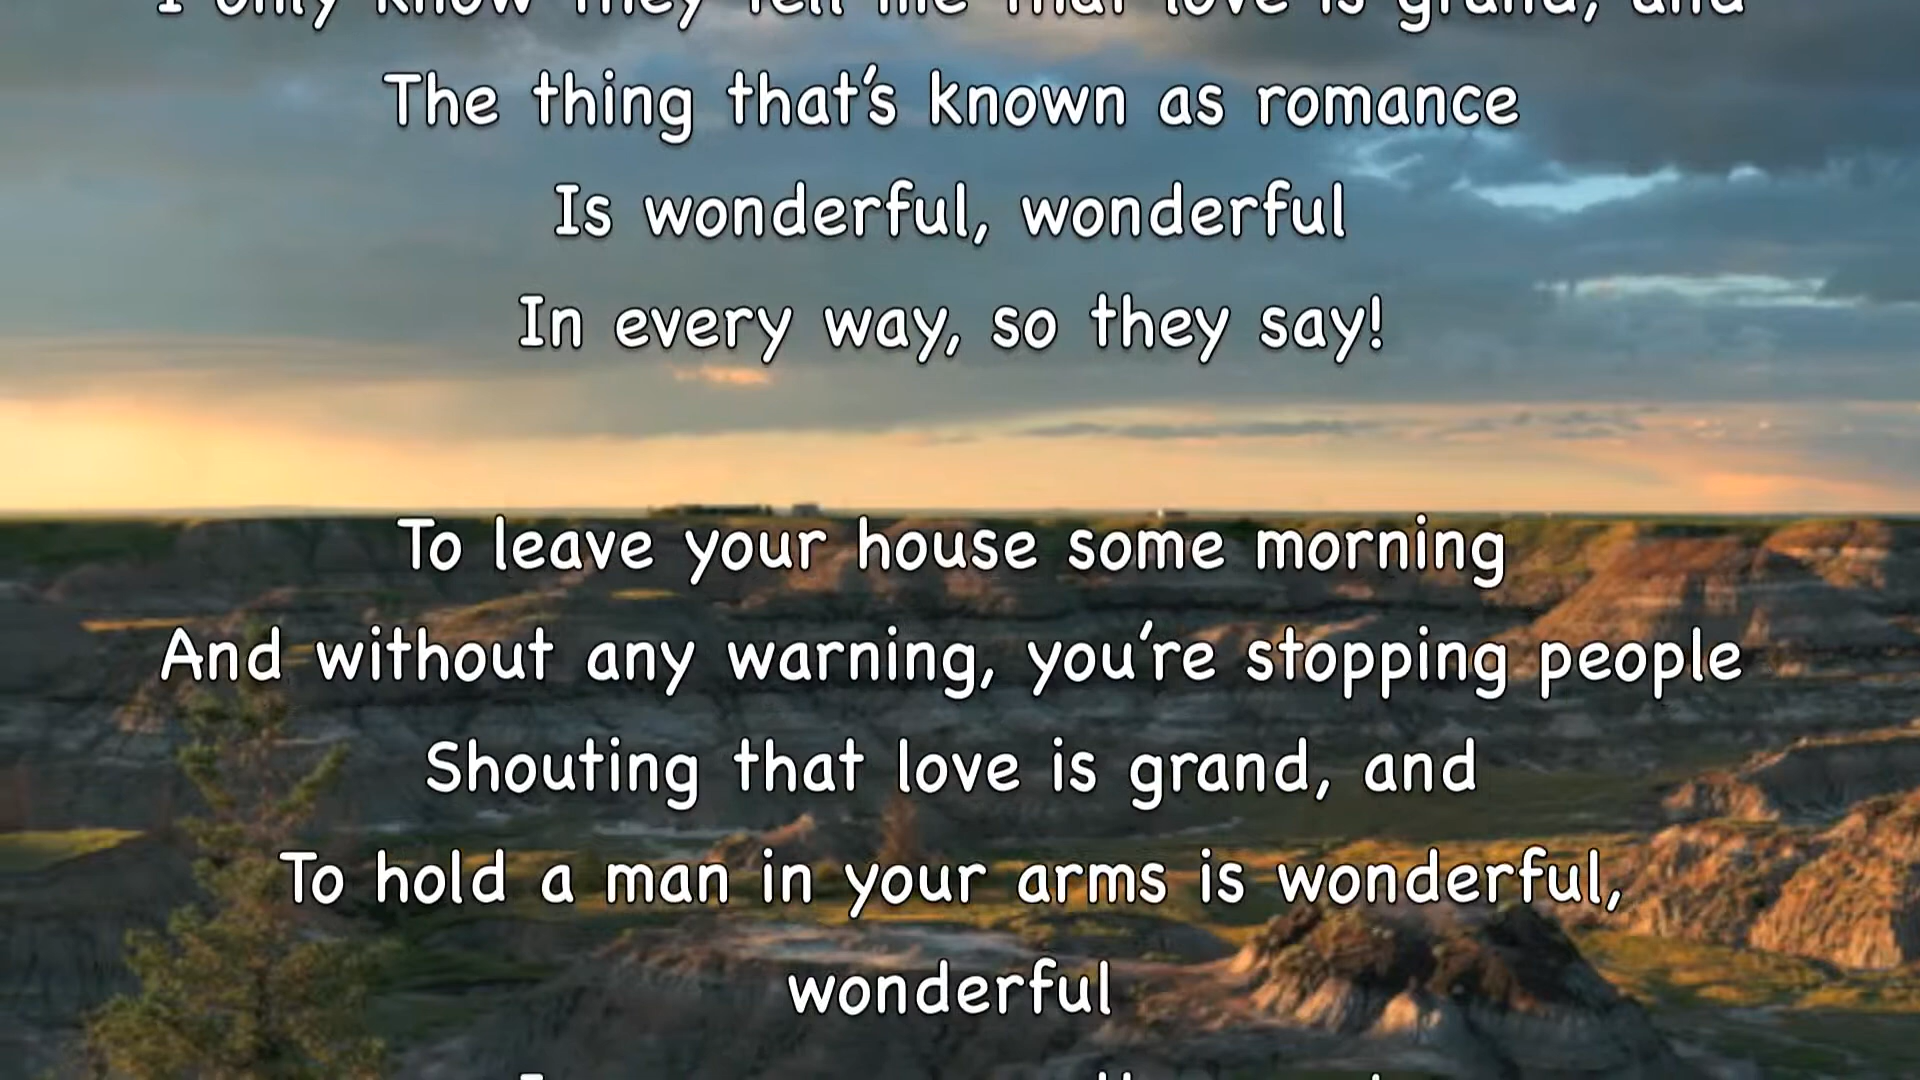 I only know they tell me that love is grand, and
The thing that's known as romance
Is wonderful, wonderful
In every way, so they say!
To leave your house some morning
And without any warning, you're stopping people
Shouting that love is grand, and
To hold a man in your arms is wonderful,
wonderful